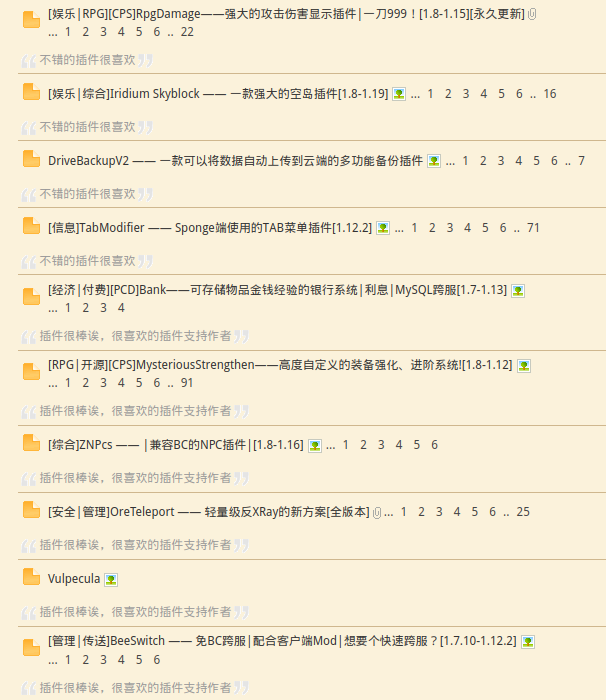 [娱乐|RPG][CPS]RpgDamage——强大的攻击伤害显示插件|一刀999！[1.8-1.15][永久更新]
... 1 2 3 4 5 6 .. 22
不错的插件很喜欢
[娱乐|综合]Iridium Skyblock —— 一款强大的空岛插件[1.8-1.19] ... 1 2 3 4 5 6 .. 16
不错的插件很喜欢
DriveBackupV2 —— 一款可以将数据自动上传到云端的多功能备份插件 ... 1 2 3 4 5 6 .. 7
不错的插件很喜欢
[信息]TabModifier —— Sponge端使用的TAB菜单插件[1.12.2] ... 1 2 3 4 5 6 .. 71
不错的插件很喜欢
[经济|付费][PCD]Bank——可存储物品金钱经验的银行系统|利息|MySQL跨服[1.7-1.13]
... 1 2 3 4
插件很棒诶，很喜欢的插件支持作者
[RPG|开源][CPS]MysteriousStrengthen——高度自定义的装备强化、进阶系统![1.8-1.12]
... 1 2 3 4 5 6 .. 91
插件很棒诶，很喜欢的插件支持作者
[综合]ZNPcs —— |兼容BC的NPC插件|[1.8-1.16] ... 1 2 3 4 5 6
插件很棒诶，很喜欢的插件支持作者
[安全|管理]OreTeleport —— 轻量级反XRay的新方案[全版本] ... 1 2 3 4 5 6 .. 25
插件很棒诶，很喜欢的插件支持作者
Vulpecula
插件很棒诶，很喜欢的插件支持作者
[管理|传送]BeeSwitch —— 免BC跨服|配合客户端Mod|想要个快速跨服？[1.7.10-1.12.2]
... 1 2 3 4 5 6
插件很棒诶，很喜欢的插件支持作者